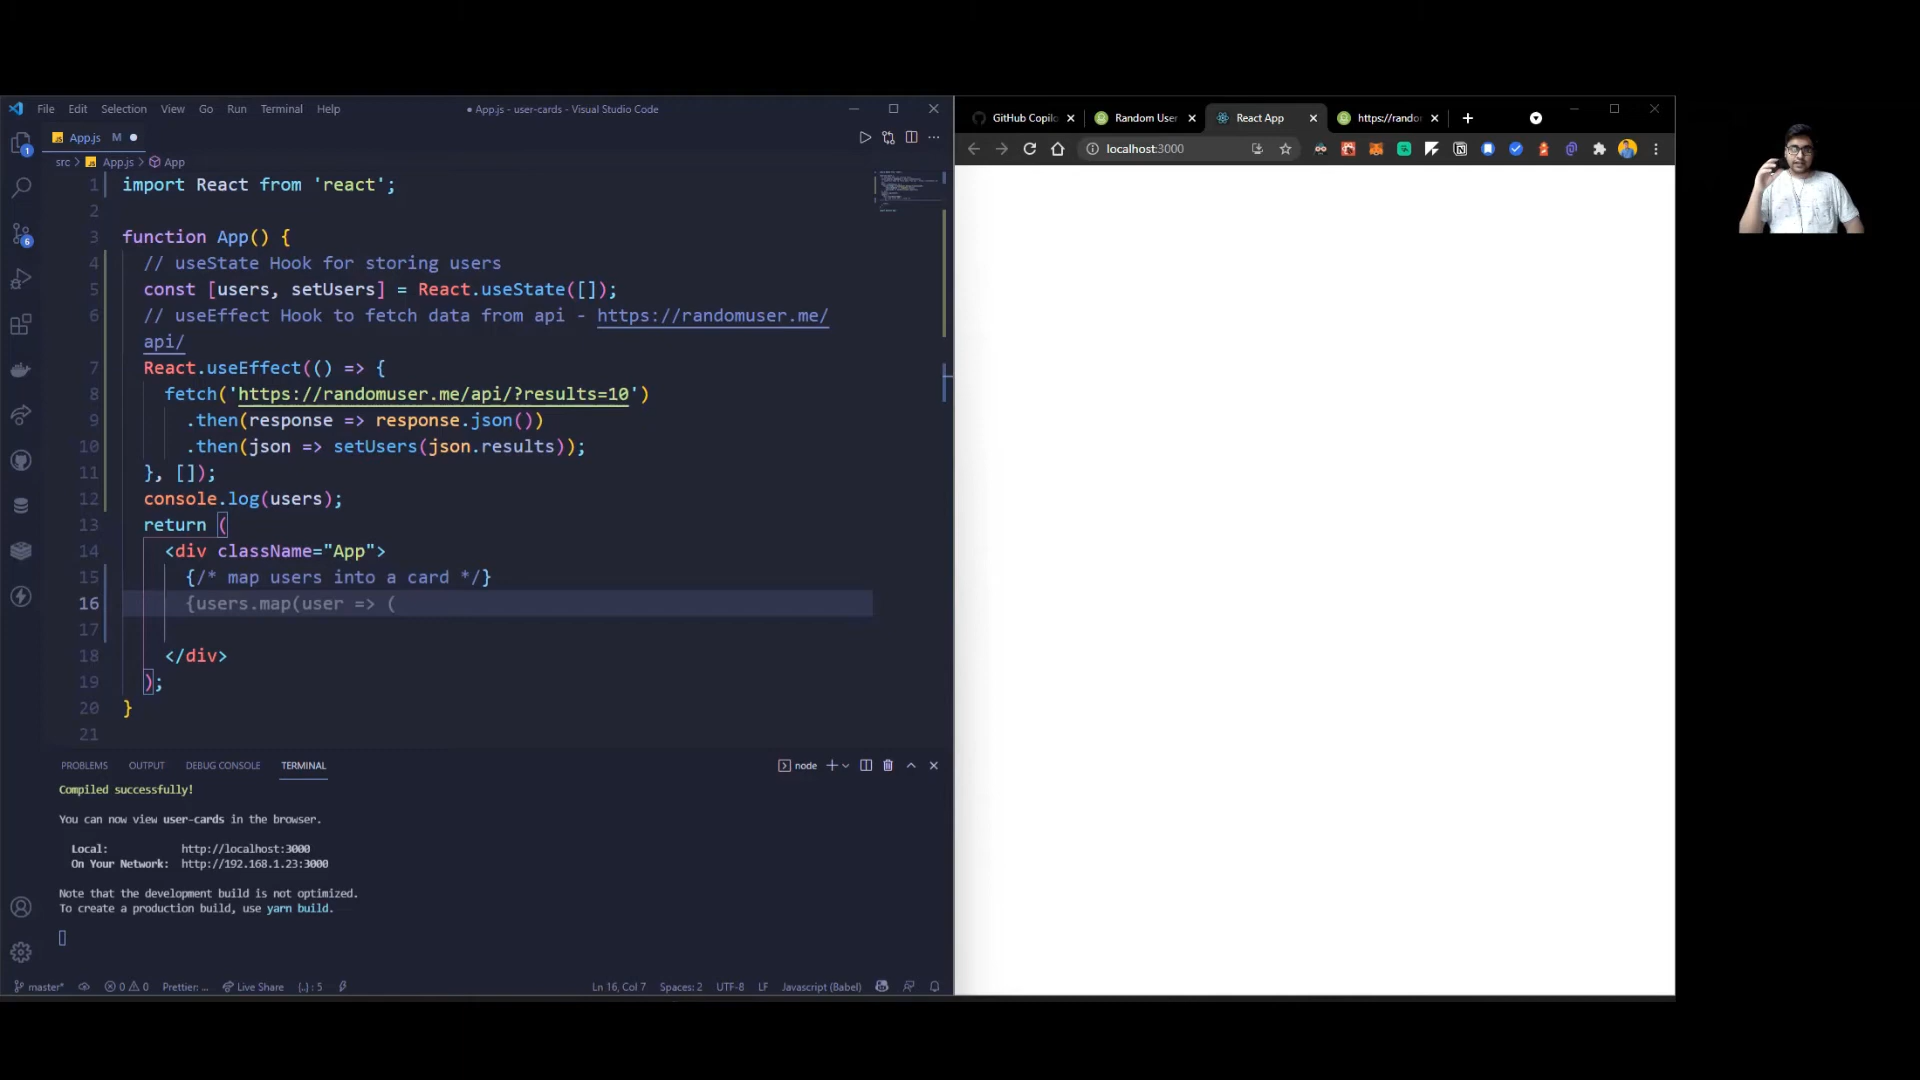 File Edit Selection View Go Run Terminal Help
● App.js - user-cards - Visual Studio Code
App.js M ●
src > App.js > App
1 import React from 'react';
2
3 function App() {
4 // useState Hook for storing users
5 const [users, setUsers] = React.useState([]);
6 // useEffect Hook to fetch data from api - https://randomuser.me/
api/
7 React.useEffect(() => {
8 fetch('https://randomuser.me/api/?results=10')
9 .then(response => response.json())
10 .then(json => setUsers(json.results));
11 }, []);
12 console.log(users);
13 return (
14 <div className="App">
15 {/* map users into a card */}
16 {users.map(user => (
17
18 </div>
19 );
20 }
21
PROBLEMS OUTPUT DEBUG CONSOLE TERMINAL
node
Compiled successfully!
You can now view user-cards in the browser.
Local: http://localhost:3000
On Your Network: http://192.168.1.23:3000
Note that the development build is not optimized.
To create a production build, use yarn build.
master* 0 0 Prettier: ... Live Share {..} : 5
Ln 16, Col 7 Spaces: 2 UTF-8 LF Javascript (Babel)
1
6
GitHub Copilo
Random User
React App
https://rando
localhost:3000